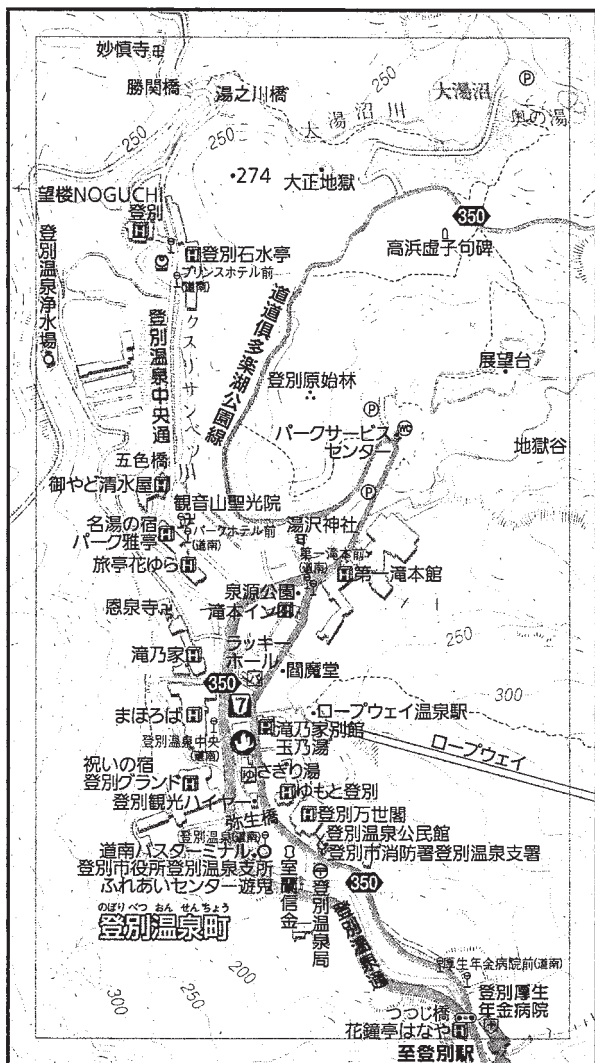 妙慎寺
勝関橋
湯之川橋
250
250
250
大湯沼川
大湯沼
奥の湯
P
•274
大正地獄
望楼NOGUCHI
登別
H
登別石水亭
H
プリンスホテル前
(道南)
350
高浜虚子句碑
登別温泉浄水場
登別温泉中央通
クスリサンベツ川
道道倶多楽湖公園線
登別原始林
展望台
P
WC
パークサービス
センター
地獄谷
P
五色橋
御やど清水屋
H
観音山聖光院
名湯の宿
パーク雅亭
H
パークホテル前
(道南)
旅亭花ゆら
H
湯沢神社
第一滝本前
(道南)
H
第一滝本館
恩泉寺
泉源公園
滝本イン
H
滝乃家
H
ラッキー
ホール
閻魔堂
250
350
7
300
まほろば
H
ロープウェイ温泉駅
H
滝乃家別館
玉乃湯
ロープウェイ
登別温泉中央
(道南)
祝いの宿
登別グランド
H
さぎり湯
ゆ
登別観光ハイヤー
H
ゆもと登別
弥生橋
H
登別万世閣
登別温泉(道南)
登別温泉公民館
道南バスターミナル
登別市消防署登別温泉支署
登別市役所登別温泉支所
ふれあいセンター遊鬼
室蘭信金
登別温泉局
350
のぼりべつおんせんちょう
登別温泉町
200
250
300
厚生年金病院前(道南)
登別厚生
年金病院
つつじ橋
花鐘亭はなや
H
至登別駅